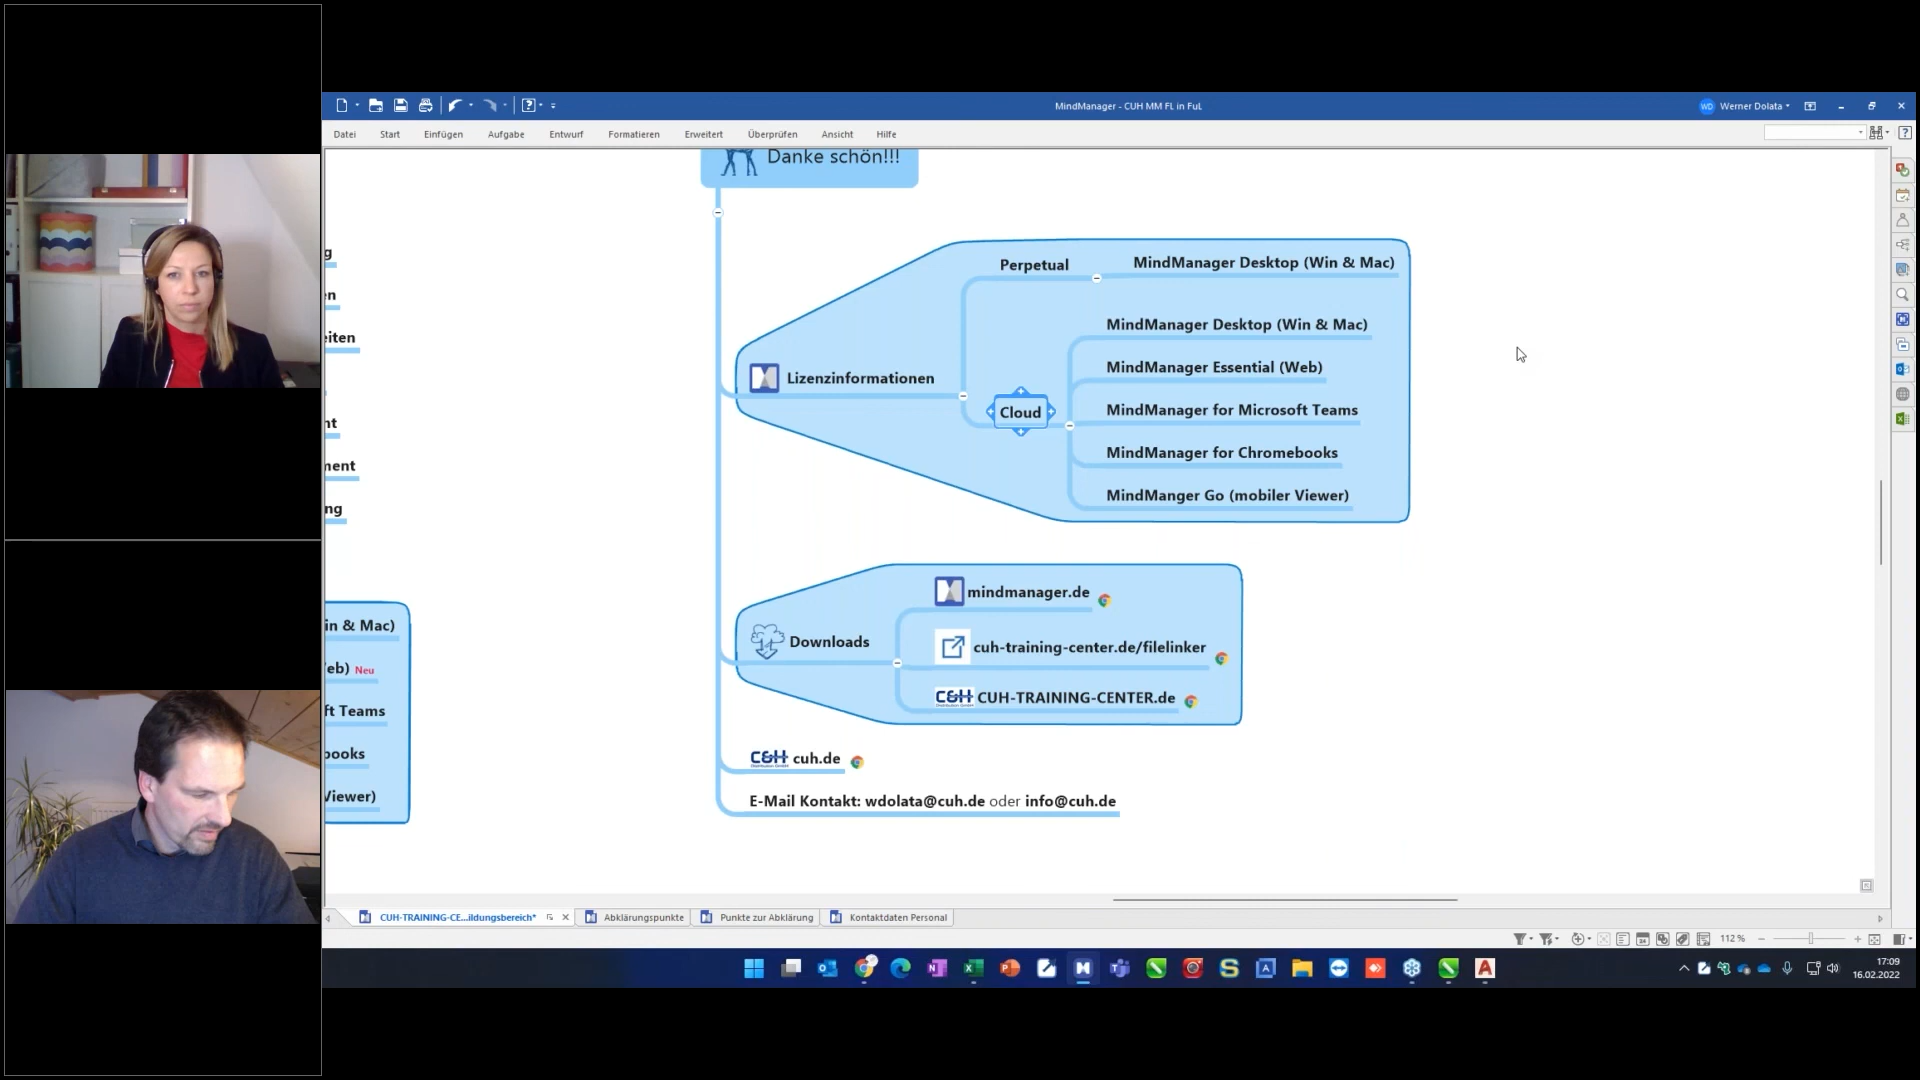 MindManager - CUH MM FL in FuL
WD Werner Dolata
Datei Start Einfügen Aufgabe Entwurf Formatieren Erweitert Überprüfen Ansicht Hilfe
Danke schön!!!
g
en
eiten
nt
ment
ng
Perpetual
MindManager Desktop (Win & Mac)
Lizenzinformationen
Cloud
MindManager Desktop (Win & Mac)
MindManager Essential (Web)
MindManager for Microsoft Teams
MindManager for Chromebooks
MindManger Go (mobiler Viewer)
in & Mac)
eb) Neu
ft Teams
books
Viewer)
Downloads
mindmanager.de
cuh-training-center.de/filelinker
C&H CUH-TRAINING-CENTER.de
C&H cuh.de
E-Mail Kontakt: wdolata@cuh.de oder info@cuh.de
CUH-TRAINING-CE...ildungsbereich*
Abklärungspunkte
Punkte zur Abklärung
Kontaktdaten Personal
112 %
17:09
16.02.2022